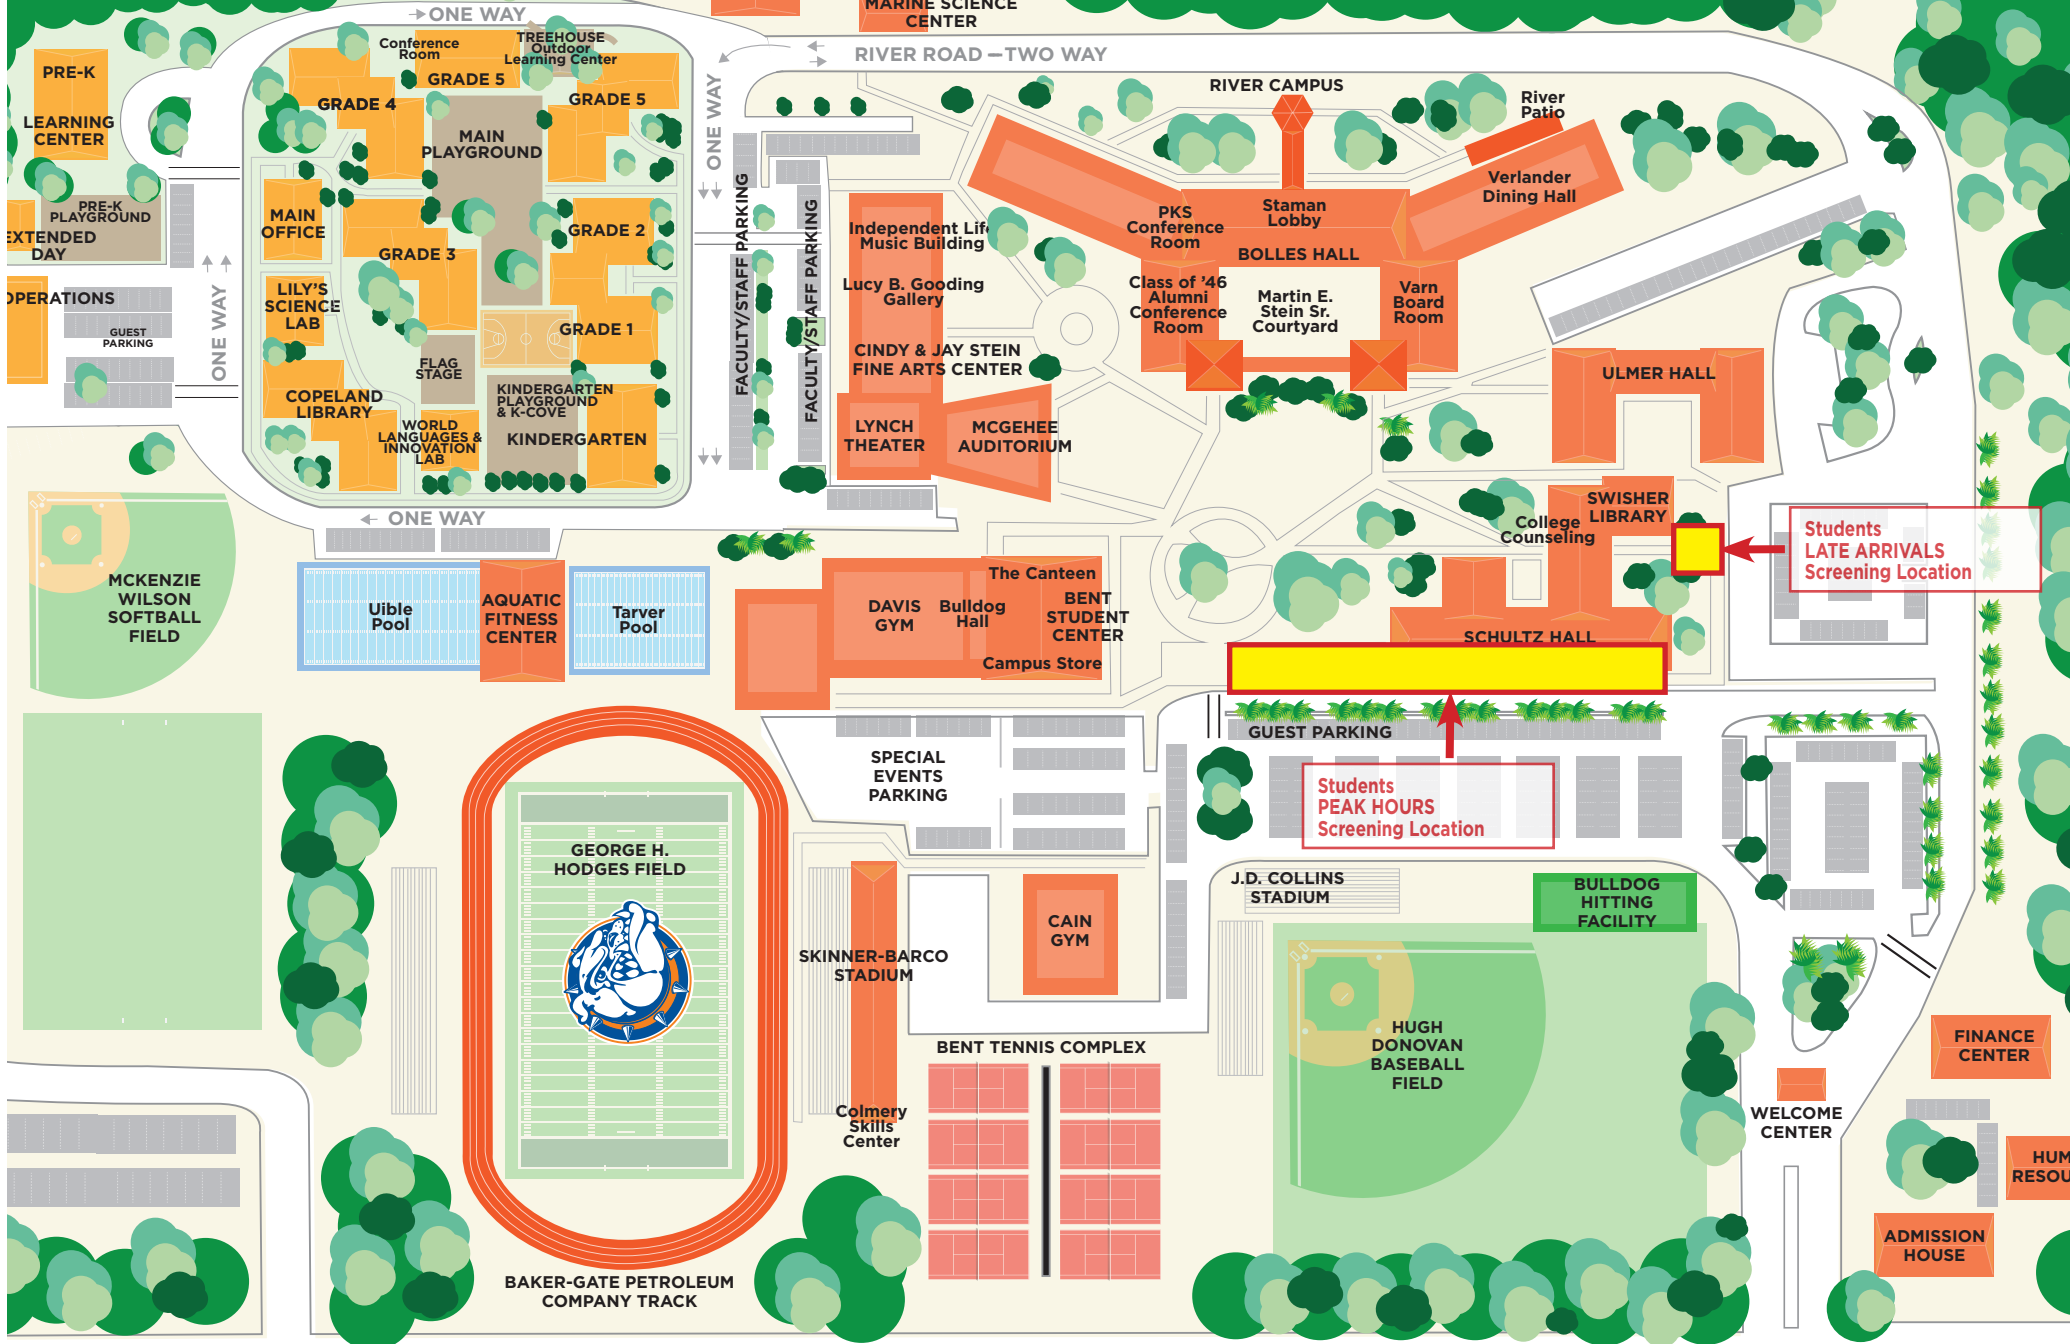 ONE WAY
MARINE SCIENCE
CENTER
RIVER ROAD – TWO WAY
TREEHOUSE
Outdoor
Learning Center
Conference
Room
GRADE 5
GRADE 5
GRADE 4
PRE-K
LEARNING
CENTER
MAIN
PLAYGROUND
ONE WAY
RIVER CAMPUS
River
Patio
Verlander
Dining Hall
PRE-K
PLAYGROUND
EXTENDED
DAY
MAIN
OFFICE
GRADE 3
GRADE 2
FACULTY/STAFF PARKING
FACULTY/STAFF PARKING
Independent Life
Music Building
PKS
Conference
Room
Staman
Lobby
BOLLES HALL
Lucy B. Gooding
Gallery
Class of '46
Alumni
Conference
Room
Martin E.
Stein Sr.
Courtyard
Varn
Board
Room
OPERATIONS
GUEST
PARKING
ONE WAY
LILY'S
SCIENCE
LAB
GRADE 1
FLAG
STAGE
CINDY & JAY STEIN
FINE ARTS CENTER
ULMER HALL
COPELAND
LIBRARY
KINDERGARTEN
PLAYGROUND
& K-COVE
WORLD
LANGUAGES &
INNOVATION
LAB
KINDERGARTEN
LYNCH
THEATER
MCGEHEE
AUDITORIUM
SWISHER
LIBRARY
College
Counseling
ONE WAY
Students
LATE ARRIVALS
Screening Location
MCKENZIE
WILSON
SOFTBALL
FIELD
Uible
Pool
AQUATIC
FITNESS
CENTER
Tarver
Pool
DAVIS
GYM
Bulldog
Hall
The Canteen
BENT
STUDENT
CENTER
Campus Store
SCHULTZ HALL
GUEST PARKING
SPECIAL
EVENTS
PARKING
Students
PEAK HOURS
Screening Location
GEORGE H.
HODGES FIELD
J.D. COLLINS
STADIUM
BULLDOG
HITTING
FACILITY
CAIN
GYM
SKINNER-BARCO
STADIUM
HUGH
DONOVAN
BASEBALL
FIELD
BENT TENNIS COMPLEX
FINANCE
CENTER
Colmery
Skills
Center
WELCOME
CENTER
ADMISSION
HOUSE
BAKER-GATE PETROLEUM
COMPANY TRACK